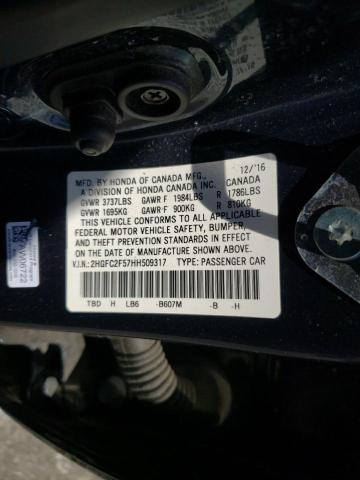 MFD. BY HONDA OF CANADA MFG., 12/'16
A DIVISION OF HONDA CANADA INC. CANADA
GVWR 3737LBS GAWR F 1984LBS R 1786LBS
GVWR 1695KG GAWR F 900KG R 810KG
THIS VEHICLE CONFORMS TO ALL APPLICABLE
FEDERAL MOTOR VEHICLE SAFETY, BUMPER,
AND THEFT PREVENTION STANDARDS IN EFFECT
ON THE DATE OF MANUFACTURE SHOWN ABOVE.
V.I.N.: 2HGFC2F57HH509317 TYPE: PASSENGER CAR
TBD H LB6 -B607M -B -H